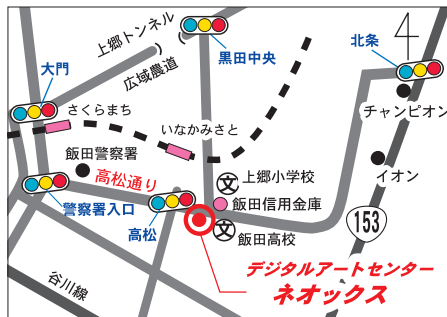 上郷トンネル
広域農道
黒田中央
北条
4
大門
さくらまち
いなかみさと
チャンピオン
飯田警察署
高松通り
上郷小学校
イオン
警察署入口
高松
飯田信用金庫
文
文
飯田高校
153
谷川線
デジタルアートセンター
ネオックス